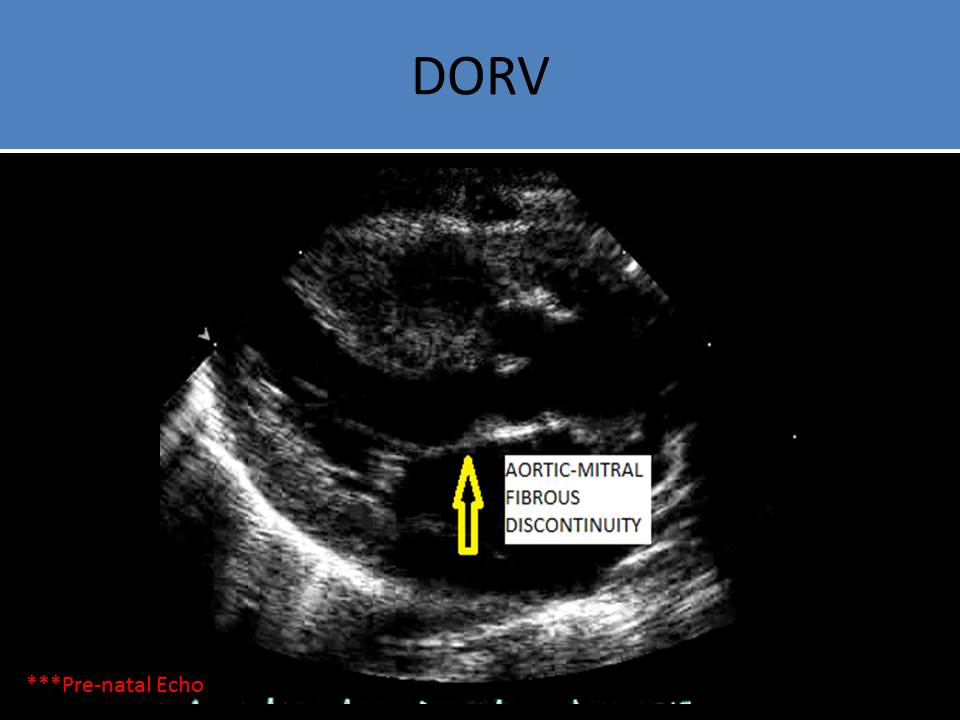 DORV
AORTIC-MITRAL
FIBROUS
DISCONTINUITY
***Pre-natal Echo